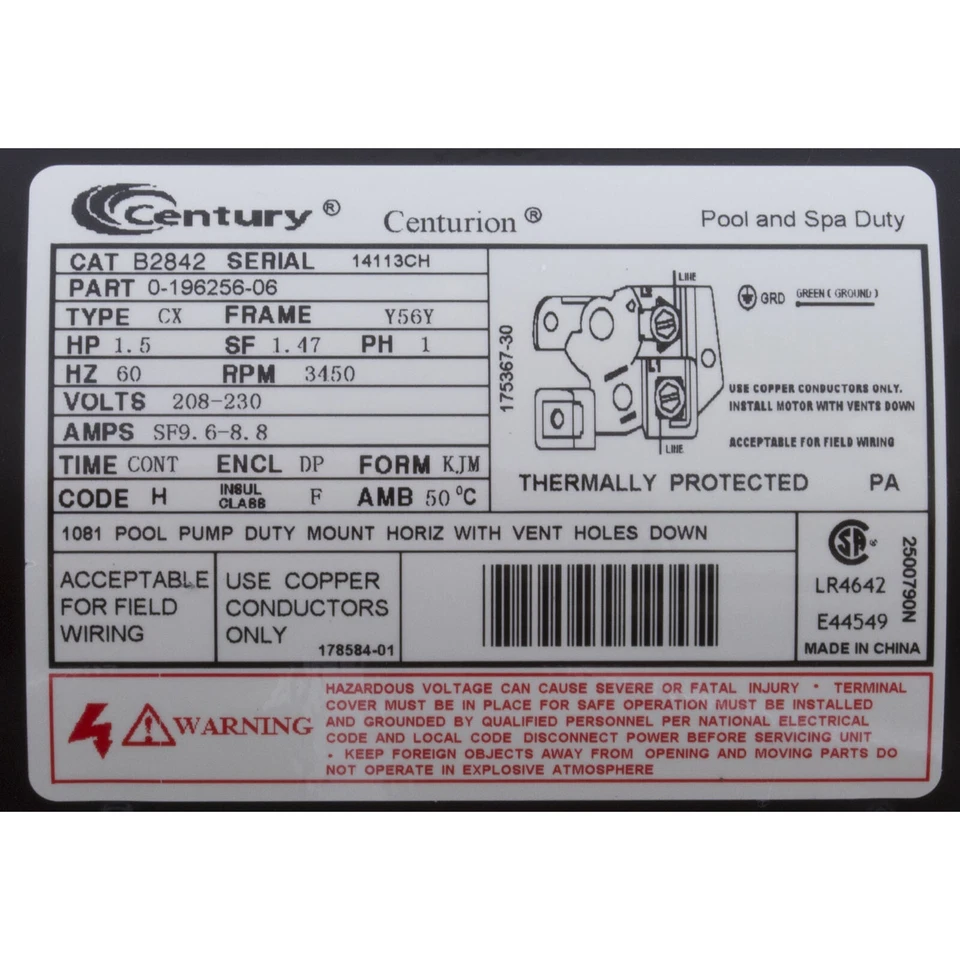 Century ® Centurion ® Pool and Spa Duty
CAT B2842 SERIAL 14113CH
PART 0-196256-06
TYPE CX FRAME Y56Y
HP 1.5 SF 1.47 PH 1
HZ 60 RPM 3450
VOLTS 208-230
AMPS SF9.6-8.8
TIME CONT ENCL DP FORM KJM
CODE H INSUL CLASS F AMB 50 °C
175367-30
LINE
L2
L1
LINE
GRD GREEN ( GROUND )
USE COPPER CONDUCTORS ONLY.
INSTALL MOTOR WITH VENTS DOWN
ACCEPTABLE FOR FIELD WIRING
THERMALLY PROTECTED PA
1081 POOL PUMP DUTY MOUNT HORIZ WITH VENT HOLES DOWN
ACCEPTABLE
FOR FIELD
WIRING
USE COPPER
CONDUCTORS
ONLY
178584-01
SA ®
LR4642
E44549
2500790N
MADE IN CHINA
WARNING
HAZARDOUS VOLTAGE CAN CAUSE SEVERE OR FATAL INJURY • TERMINAL
COVER MUST BE IN PLACE FOR SAFE OPERATION MUST BE INSTALLED
AND GROUNDED BY QUALIFIED PERSONNEL PER NATIONAL ELECTRICAL
CODE AND LOCAL CODE DISCONNECT POWER BEFORE SERVICING UNIT
• KEEP FOREIGN OBJECTS AWAY FROM OPENING AND MOVING PARTS DO
NOT OPERATE IN EXPLOSIVE ATMOSPHERE